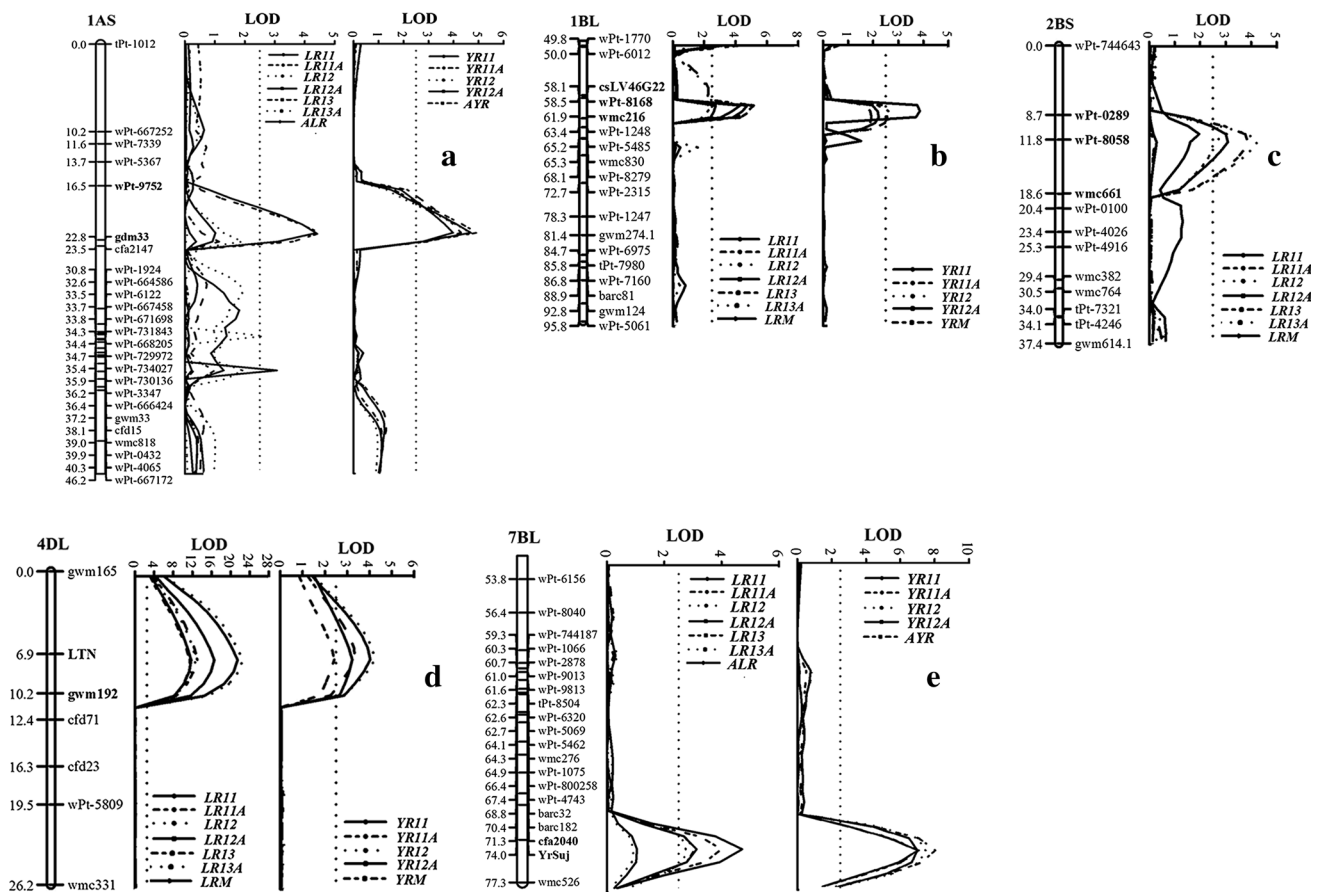 1AS
LOD
LOD
0 1 2 3 4 5
0 1 2 3 4 5 6
0.0 tPt-1012
10.2 wPt-667252
11.6 wPt-7339
13.7 wPt-5367
16.5 wPt-9752
22.8 gdm33
23.5 cfa2147
30.8 wPt-1924
32.6 wPt-664586
33.5 wPt-6122
33.7 wPt-667458
33.8 wPt-671698
34.3 wPt-731843
34.4 wPt-668205
34.7 wPt-729972
35.4 wPt-734027
35.9 wPt-730136
36.2 wPt-3347
36.4 wPt-666424
37.2 gwm33
38.1 cfd15
39.0 wmc818
39.9 wPt-0432
40.3 wPt-4065
46.2 wPt-667172
LR11
LR11A
LR12
LR12A
LR13
LR13A
ALR
YR11
YR11A
YR12
YR12A
AYR
a
1BL
LOD
LOD
0 2 4 6 8
0 1 2 3 4 5
49.8 wPt-1770
50.0 wPt-6012
58.1 csLV46G22
58.5 wPt-8168
61.9 wmc216
63.4 wPt-1248
65.2 wPt-5485
65.3 wmc830
68.1 wPt-8279
72.7 wPt-2315
78.3 wPt-1247
81.4 gwm274.1
84.7 wPt-6975
85.8 tPt-7980
86.8 wPt-7160
88.9 barc81
92.8 gwm124
95.8 wPt-5061
LR11
LR11A
LR12
LR12A
LR13
LR13A
LRM
YR11
YR11A
YR12
YR12A
YRM
b
2BS
LOD
0 1 2 3 4 5
0.0 wPt-744643
8.7 wPt-0289
11.8 wPt-8058
18.6 wmc661
20.4 wPt-0100
23.4 wPt-4026
25.3 wPt-4916
29.4 wmc382
30.5 wmc764
34.0 tPt-7321
34.1 tPt-4246
37.4 gwm614.1
LR11
LR11A
LR12
LR12A
LR13
LR13A
LRM
c
4DL
LOD
LOD
0 4 8 12 16 20 24 28
0 1 2 3 4 5 6
0.0 gwm165
6.9 LTN
10.2 gwm192
12.4 cfd71
16.3 cfd23
19.5 wPt-5809
26.2 wmc331
LR11
LR11A
LR12
LR12A
LR13
LR13A
LRM
YR11
YR11A
YR12
YR12A
YRM
d
7BL
LOD
LOD
0 2 4 6
0 2 4 6 8 10
53.8 wPt-6156
56.4 wPt-8040
59.3 wPt-744187
60.3 wPt-1066
60.7 wPt-2878
61.0 wPt-9013
61.6 wPt-9813
62.3 tPt-8504
62.6 wPt-6320
62.7 wPt-5069
64.1 wPt-5462
64.3 wmc276
64.9 wPt-1075
66.4 wPt-800258
67.4 wPt-4743
68.8 barc32
70.4 barc182
71.3 cfa2040
74.0 YrSuj
77.3 wmc526
LR11
LR11A
LR12
LR12A
LR13
LR13A
ALR
YR11
YR11A
YR12
YR12A
AYR
e